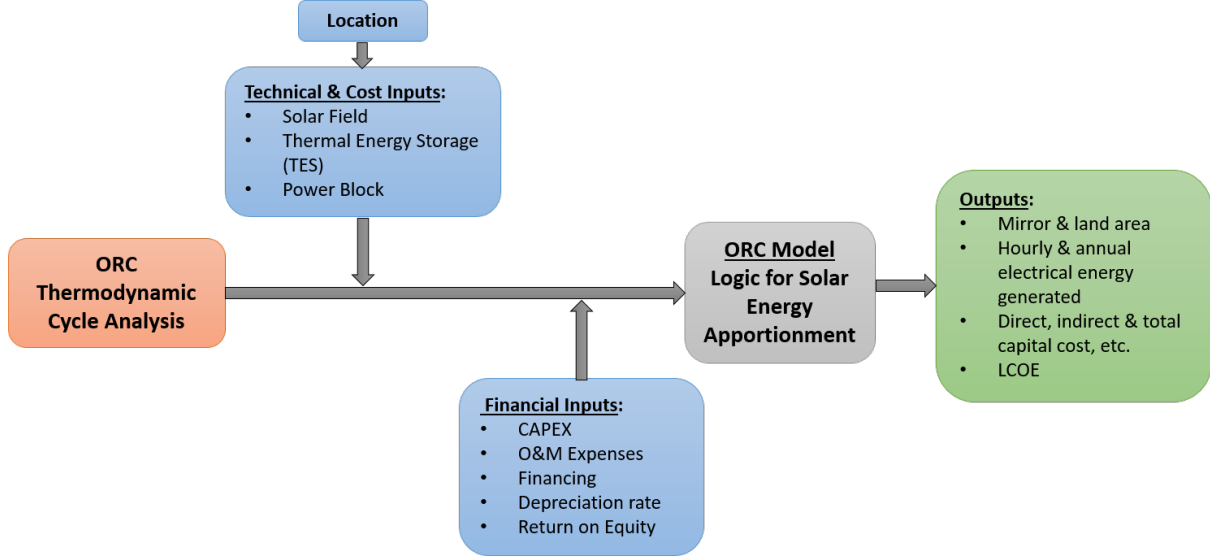 Location
Technical & Cost Inputs:
• Solar Field
• Thermal Energy Storage
(TES)
• Power Block
ORC
Thermodynamic
Cycle Analysis
ORC Model
Logic for Solar
Energy
Apportionment
Outputs:
• Mirror & land area
• Hourly & annual
electrical energy
generated
• Direct, indirect & total
capital cost, etc.
• LCOE
Financial Inputs:
• CAPEX
• O&M Expenses
• Financing
• Depreciation rate
• Return on Equity